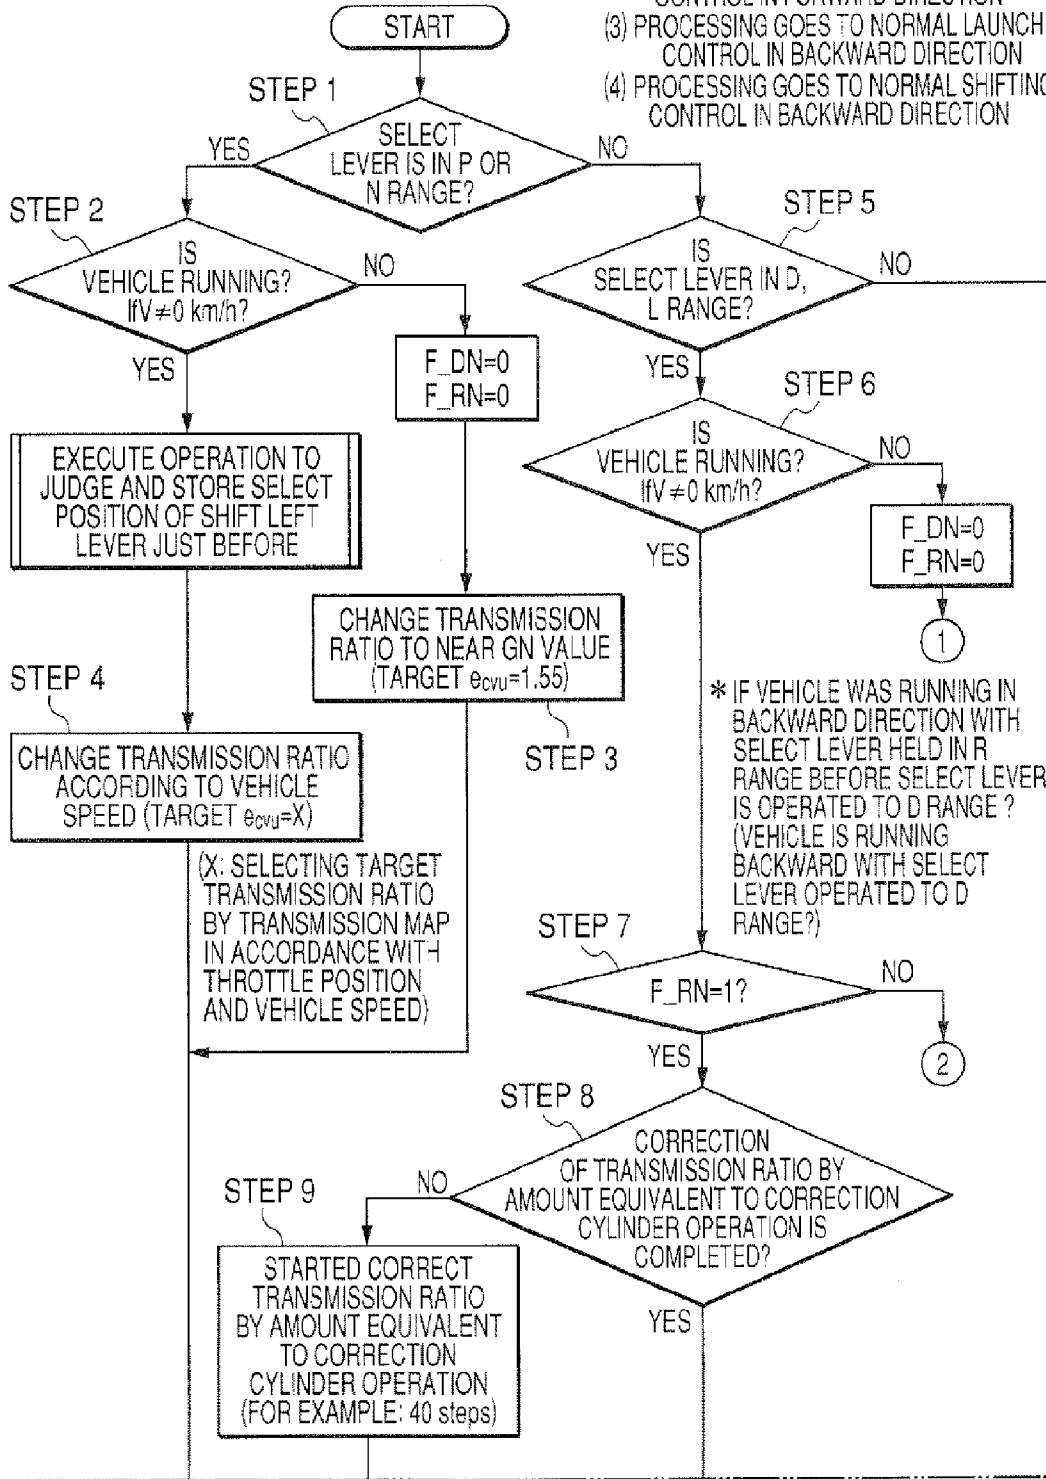 CONTROL IN FORWARD DIRECTION
(3) PROCESSING GOES TO NORMAL LAUNCH
CONTROL IN BACKWARD DIRECTION
(4) PROCESSING GOES TO NORMAL SHIFTING
CONTROL IN BACKWARD DIRECTION
START
STEP 1
SELECT
LEVER IS IN P OR
N RANGE?
YES
NO
STEP 2
IS
VEHICLE RUNNING?
IfV≠0 km/h?
NO
YES
STEP 5
IS
SELECT LEVER IN D,
L RANGE?
NO
YES
F_DN=0
F_RN=0
STEP 6
IS
VEHICLE RUNNING?
IfV≠0 km/h?
NO
YES
EXECUTE OPERATION TO
JUDGE AND STORE SELECT
POSITION OF SHIFT LEFT
LEVER JUST BEFORE
F_DN=0
F_RN=0
1
CHANGE TRANSMISSION
RATIO TO NEAR GN VALUE
(TARGET ecvu=1.55)
STEP 3
STEP 4
CHANGE TRANSMISSION RATIO
ACCORDING TO VEHICLE
SPEED (TARGET ecvu=X)
(X: SELECTING TARGET
TRANSMISSION RATIO
BY TRANSMISSION MAP
IN ACCORDANCE WITH
THROTTLE POSITION
AND VEHICLE SPEED)
* IF VEHICLE WAS RUNNING IN
BACKWARD DIRECTION WITH
SELECT LEVER HELD IN R
RANGE BEFORE SELECT LEVER
IS OPERATED TO D RANGE ?
(VEHICLE IS RUNNING
BACKWARD WITH SELECT
LEVER OPERATED TO D
RANGE?)
STEP 7
F_RN=1?
NO
YES
2
STEP 8
CORRECTION
OF TRANSMISSION RATIO BY
AMOUNT EQUIVALENT TO CORRECTION
CYLINDER OPERATION IS
COMPLETED?
NO
YES
STEP 9
STARTED CORRECT
TRANSMISSION RATIO
BY AMOUNT EQUIVALENT
TO CORRECTION
CYLINDER OPERATION
(FOR EXAMPLE: 40 steps)